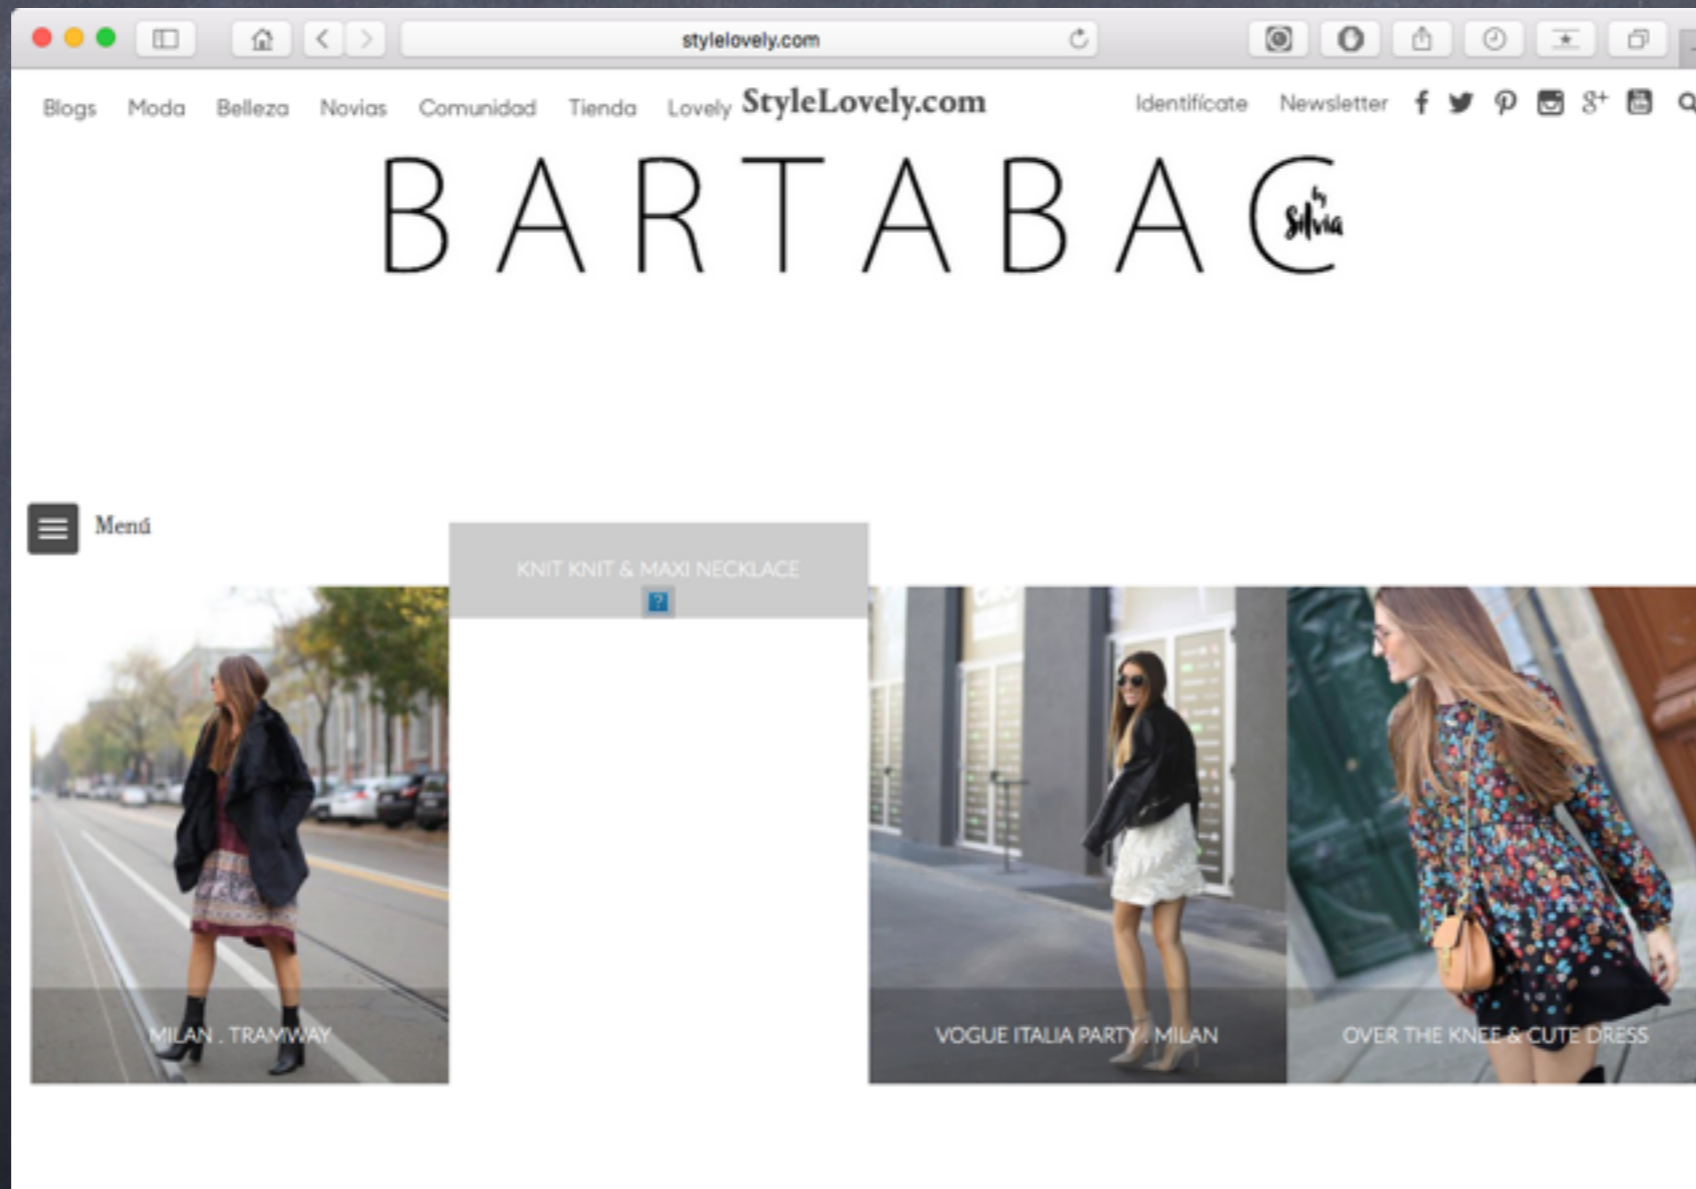 stylelovely.com
Blogs Moda Belleza Novias Comunidad Tienda Lovely StyleLovely.com Identifícate Newsletter
BARTABAC
by
Silvia
Menú
KNIT KNIT & MAXI NECKLACE
?
MILAN . TRAMWAY
VOGUE ITALIA PARTY . MILAN
OVER THE KNEE & CUTE DRESS